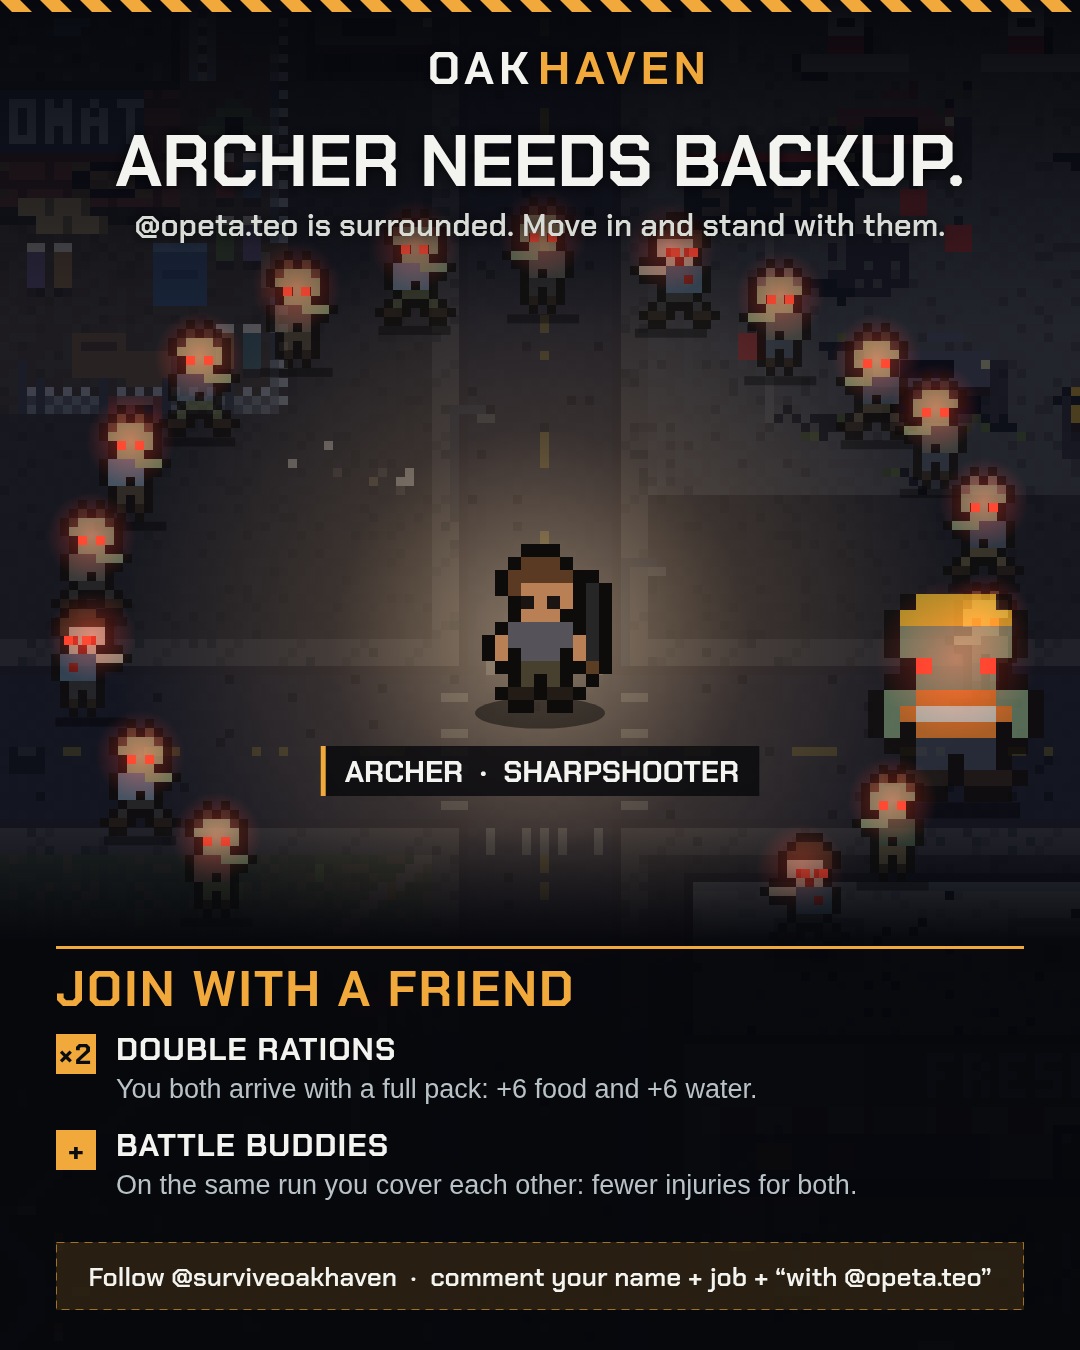 OAKHAVEN
ARCHER NEEDS BACKUP.
@opeta.teo is surrounded. Move in and stand with them.
OMAT
ARCHER · SHARPSHOOTER
JOIN WITH A FRIEND
×2 DOUBLE RATIONS
You both arrive with a full pack: +6 food and +6 water.
+ BATTLE BUDDIES
On the same run you cover each other: fewer injuries for both.
Follow @surviveoakhaven · comment your name + job + “with @opeta.teo”